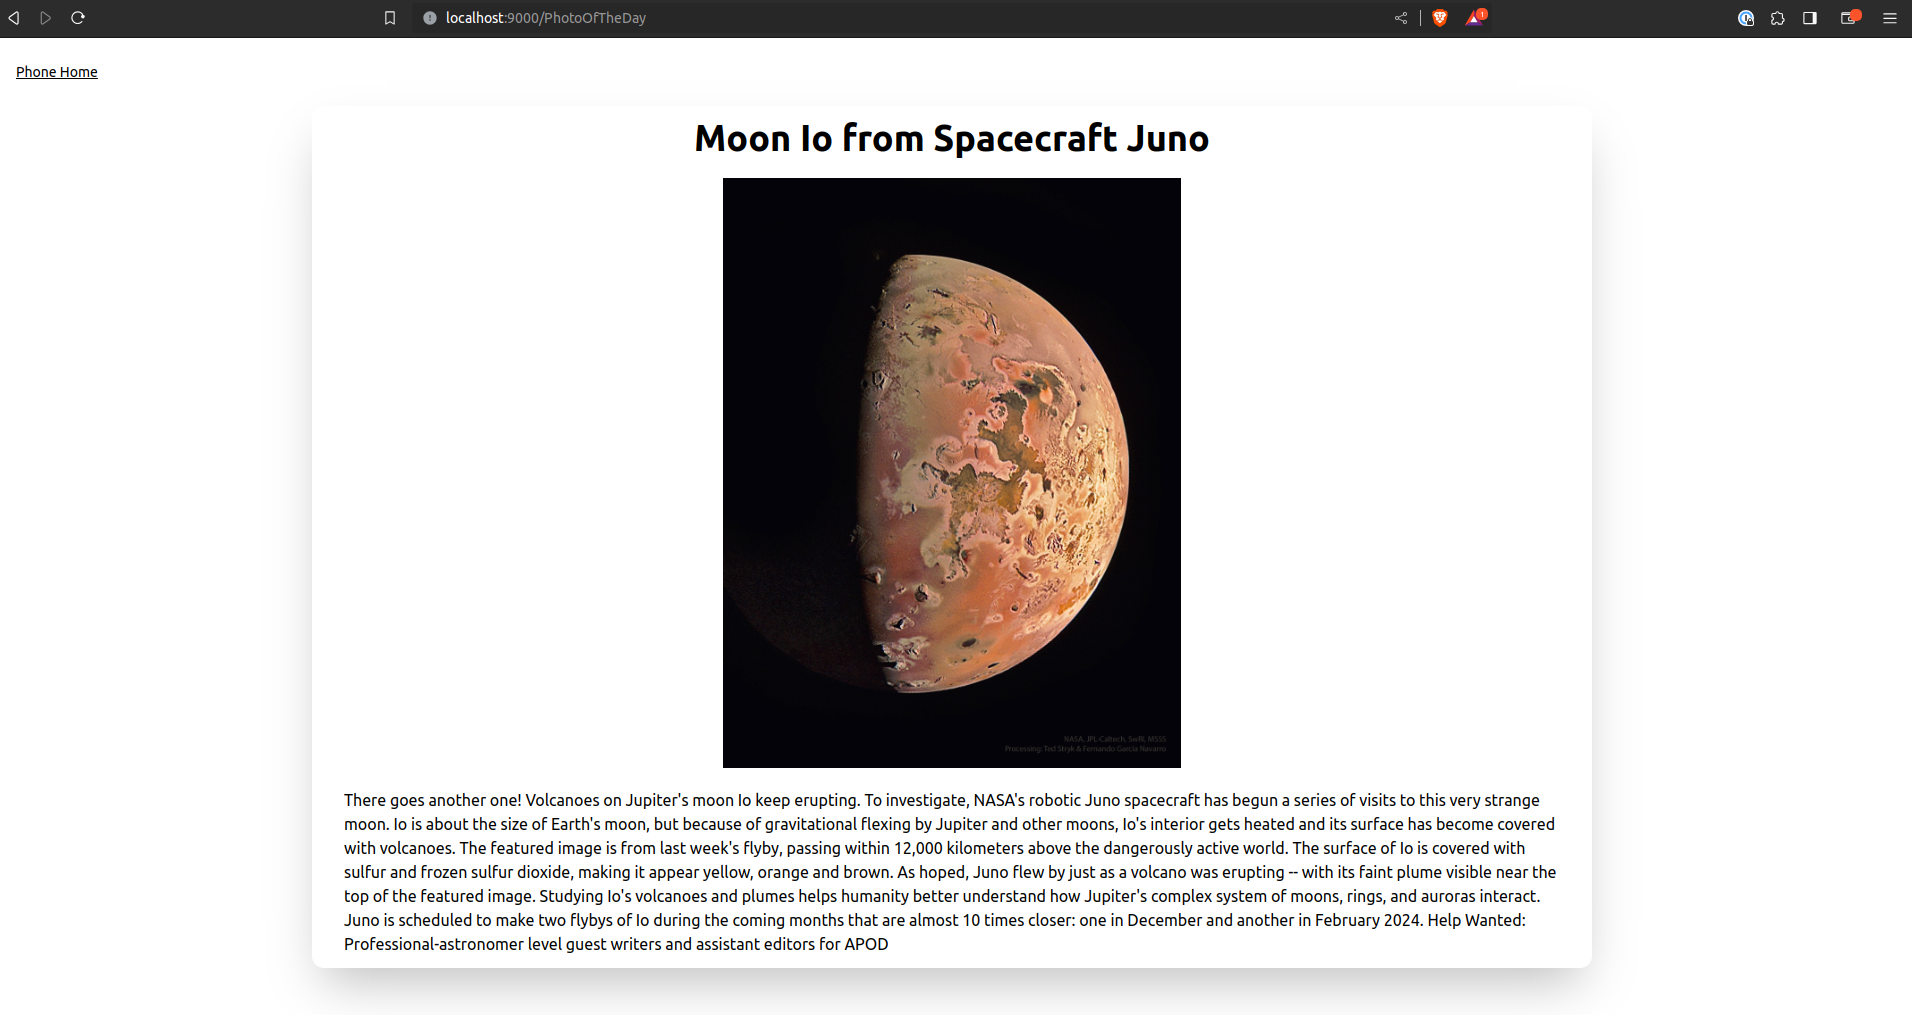 localhost:9000/PhotoOfTheDay
1
Phone Home
Moon Io from Spacecraft Juno
NASA, JPL-Caltech, SwRI, MSSS
Processing: Ted Stryk & Fernando García Navarro
There goes another one! Volcanoes on Jupiter's moon Io keep erupting. To investigate, NASA's robotic Juno spacecraft has begun a series of visits to this very strange
moon. Io is about the size of Earth's moon, but because of gravitational flexing by Jupiter and other moons, Io's interior gets heated and its surface has become covered
with volcanoes. The featured image is from last week's flyby, passing within 12,000 kilometers above the dangerously active world. The surface of Io is covered with
sulfur and frozen sulfur dioxide, making it appear yellow, orange and brown. As hoped, Juno flew by just as a volcano was erupting -- with its faint plume visible near the
top of the featured image. Studying Io's volcanoes and plumes helps humanity better understand how Jupiter's complex system of moons, rings, and auroras interact.
Juno is scheduled to make two flybys of Io during the coming months that are almost 10 times closer: one in December and another in February 2024. Help Wanted:
Professional-astronomer level guest writers and assistant editors for APOD